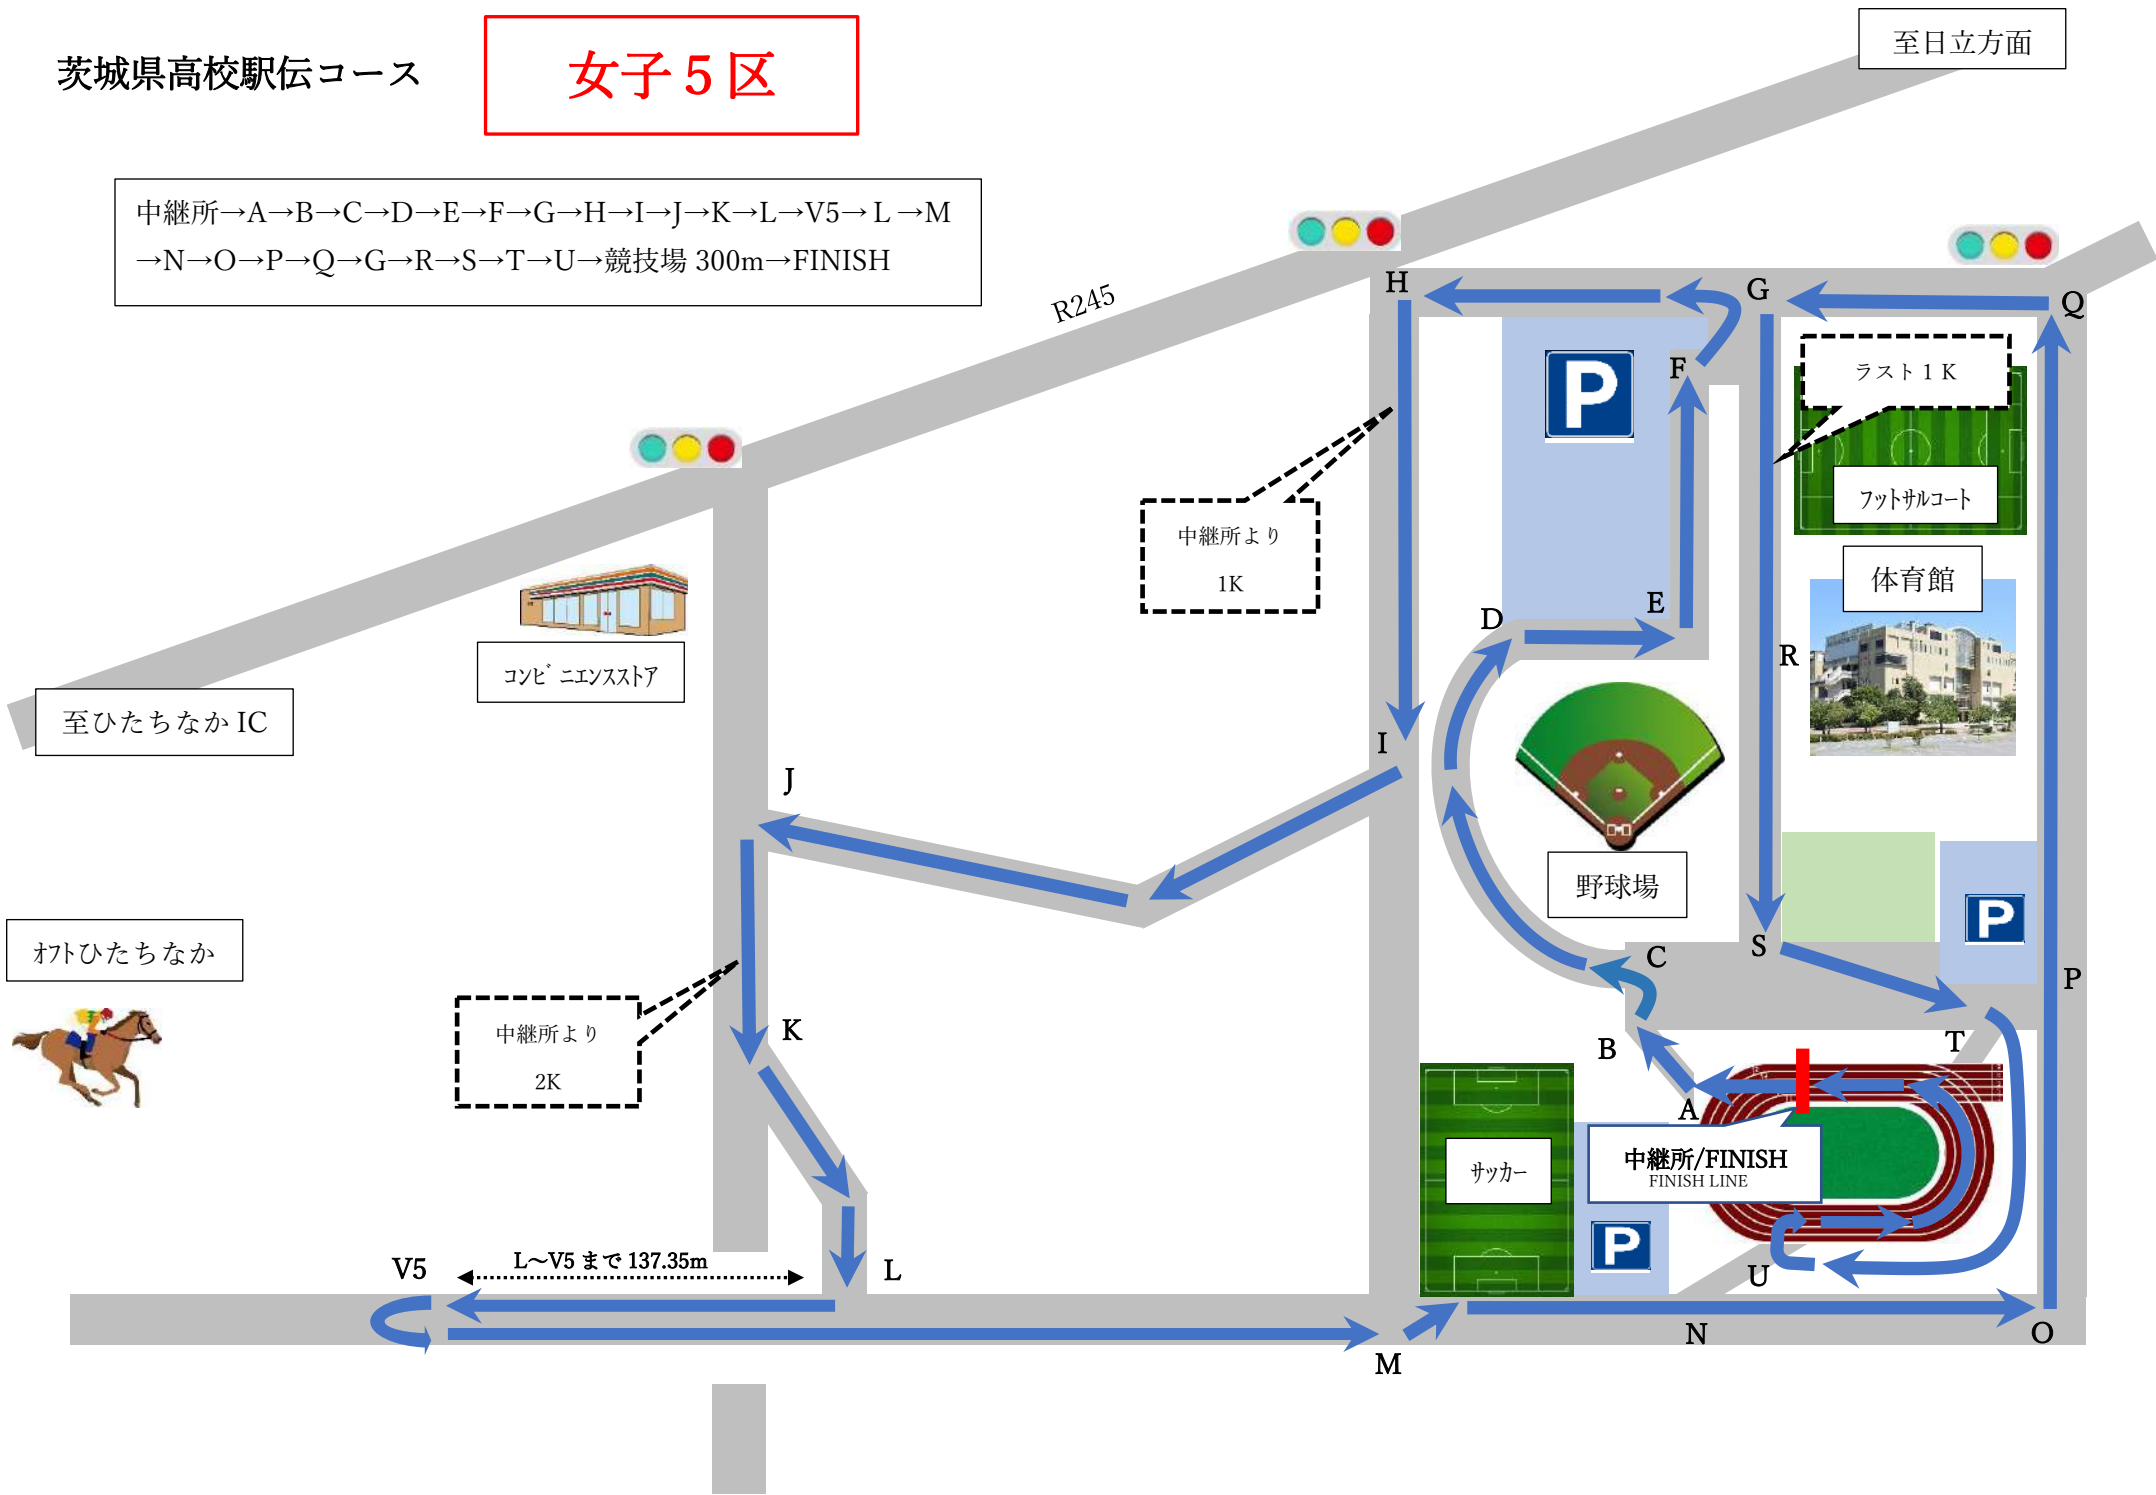 茨城県高校駅伝コース
女子５区
至日立方面
中継所→A→B→C→D→E→F→G→H→I→J→K→L→V5→Ｌ→M
→N→O→P→Q→G→R→S→T→U→競技場 300m→FINISH
R245
H
G
Q
F
ラスト１K
フットサルコート
P
中継所より
1K
体育館
E
D
R
コンビニエンスストア
至ひたちなか IC
I
J
野球場
オフトひたちなか
C
S
P
P
中継所より
2K
K
B
T
A
サッカー
中継所/FINISH
FINISH LINE
P
V5
L～V5 まで 137.35m
L
U
N
O
M